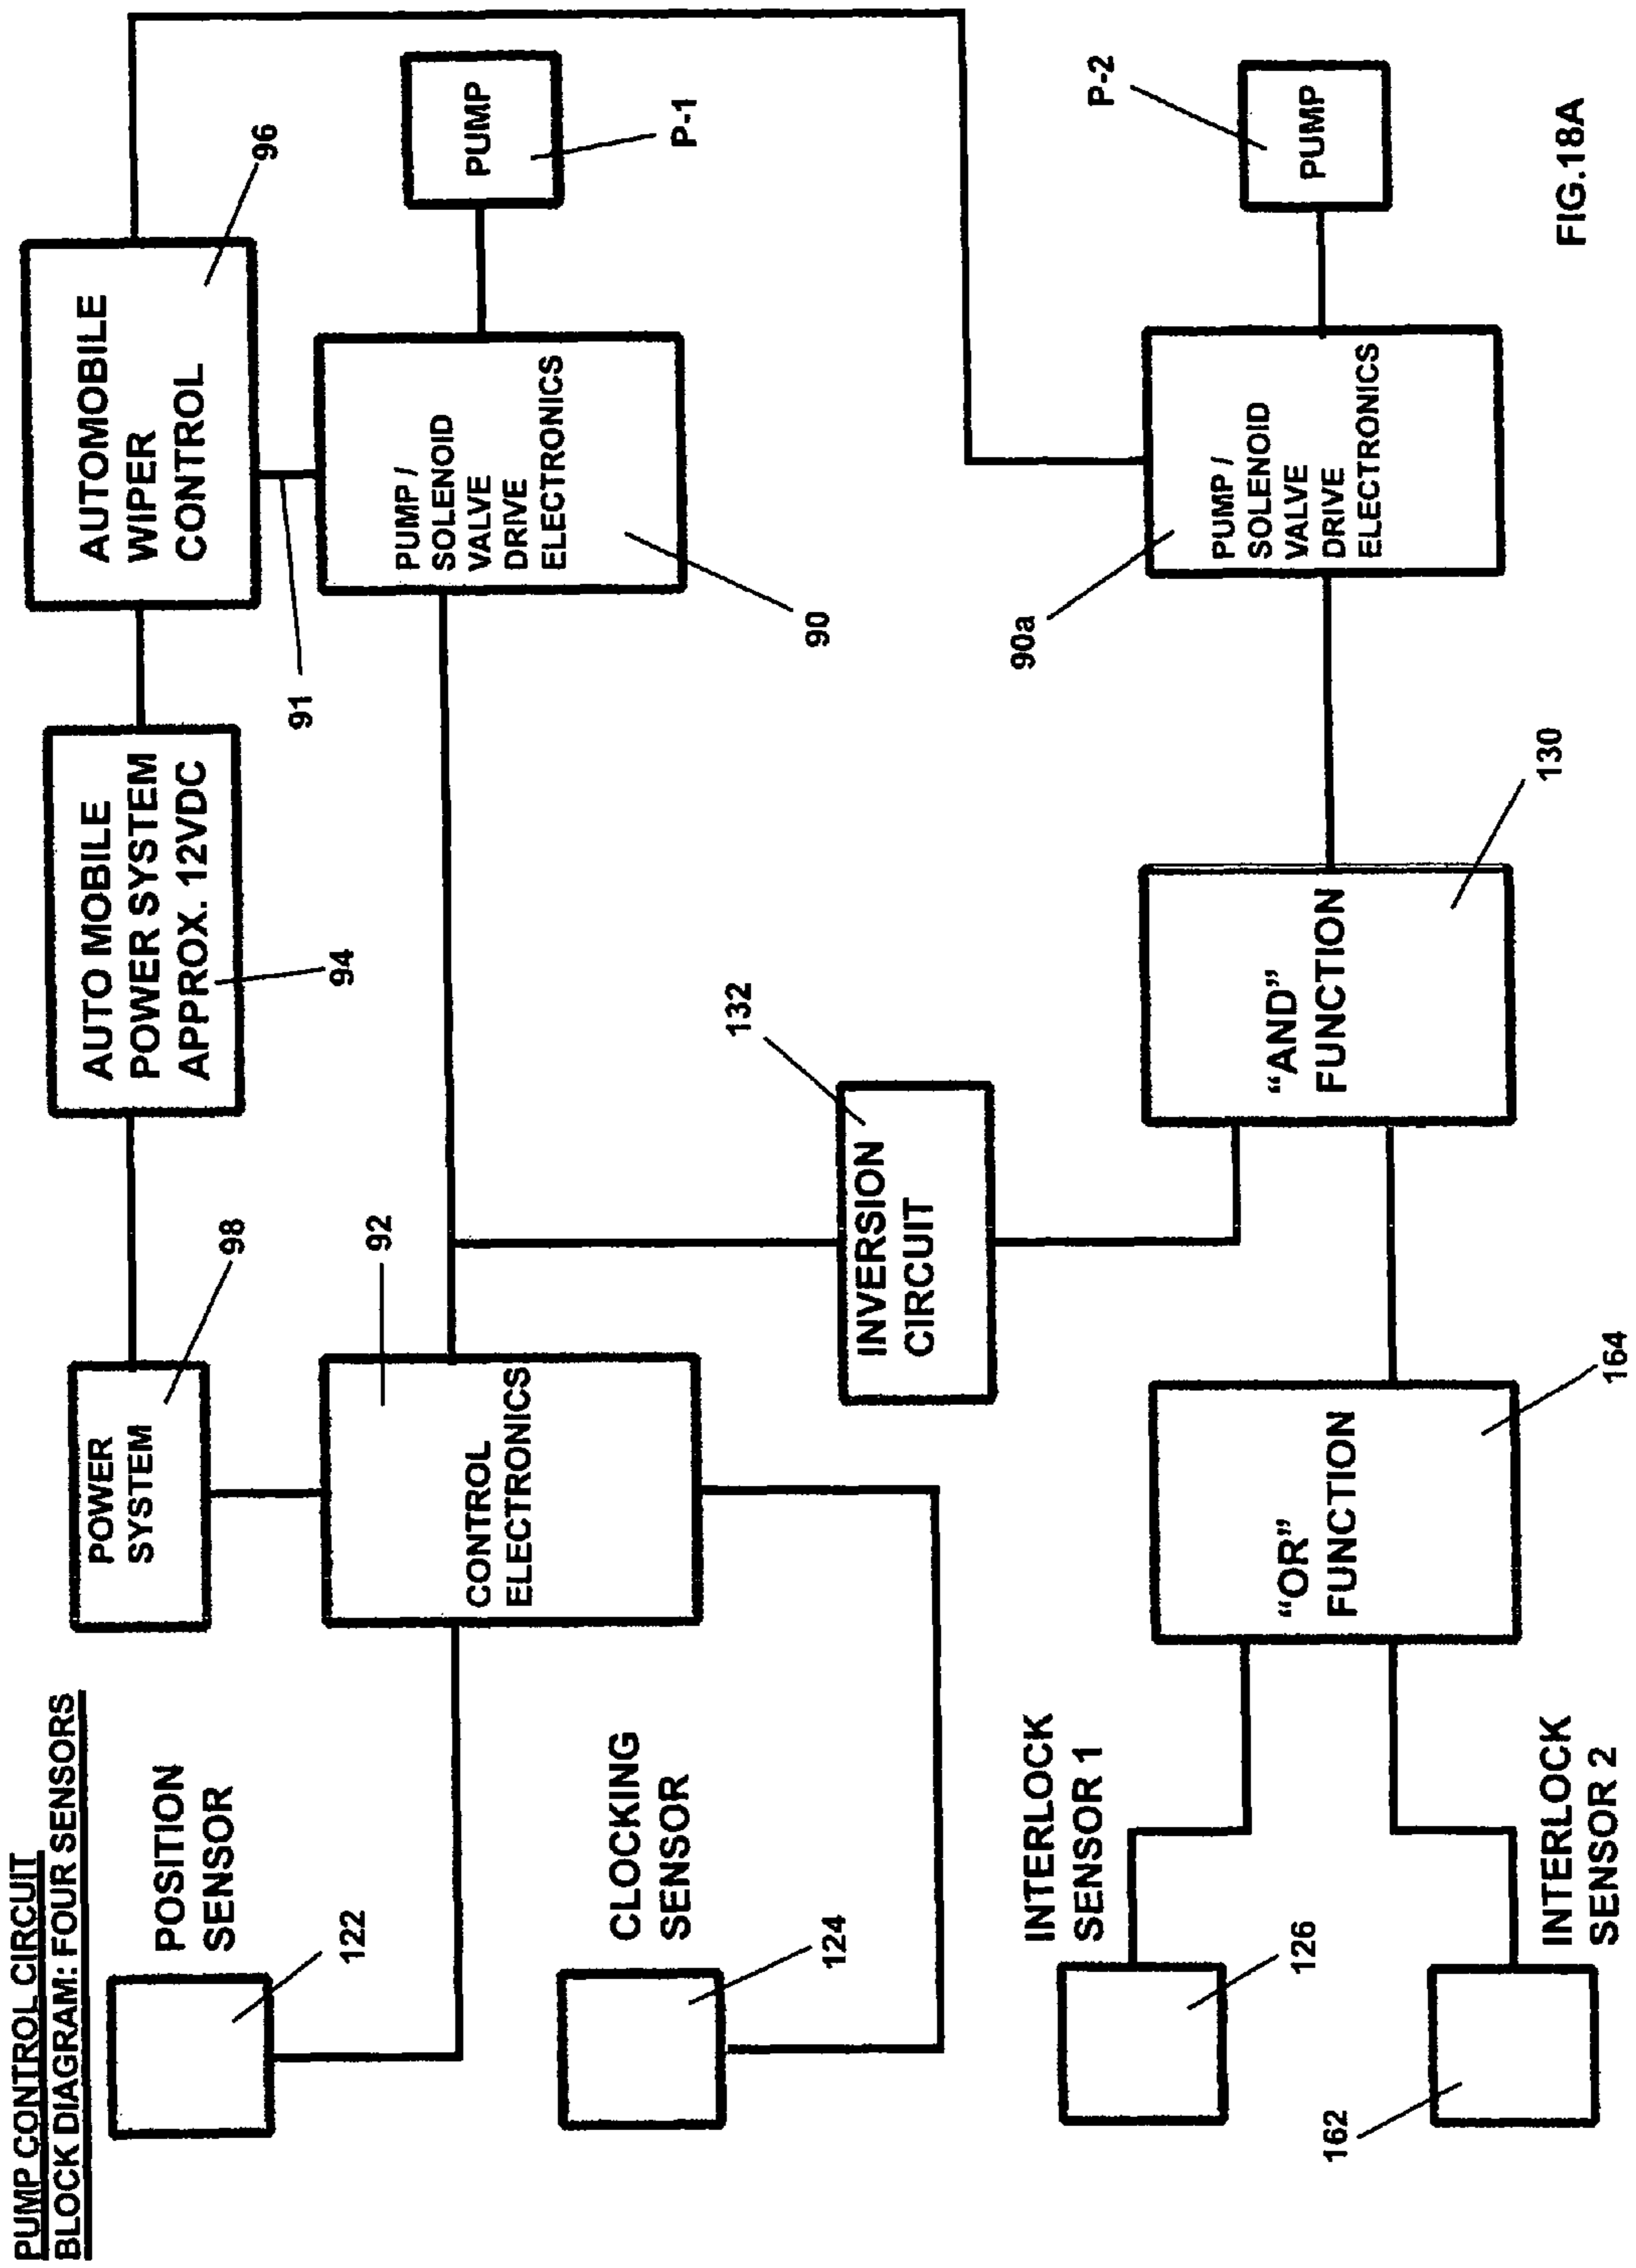 PUMP CONTROL CIRCUIT
BLOCK DIAGRAM: FOUR SENSORS
POWER
SYSTEM
98
AUTO MOBILE
POWER SYSTEM
APPROX. 12VDC
94
AUTOMOBILE
WIPER
CONTROL
96
91
POSITION
SENSOR
122
CONTROL
ELECTRONICS
92
PUMP /
SOLENOID
VALVE
DRIVE
ELECTRONICS
90
PUMP
P-1
CLOCKING
SENSOR
124
INVERSION
CIRCUIT
132
INTERLOCK
SENSOR 1
126
INTERLOCK
SENSOR 2
162
“OR”
FUNCTION
164
“AND”
FUNCTION
130
PUMP /
SOLENOID
VALVE
DRIVE
ELECTRONICS
90a
PUMP
P-2
FIG.18A